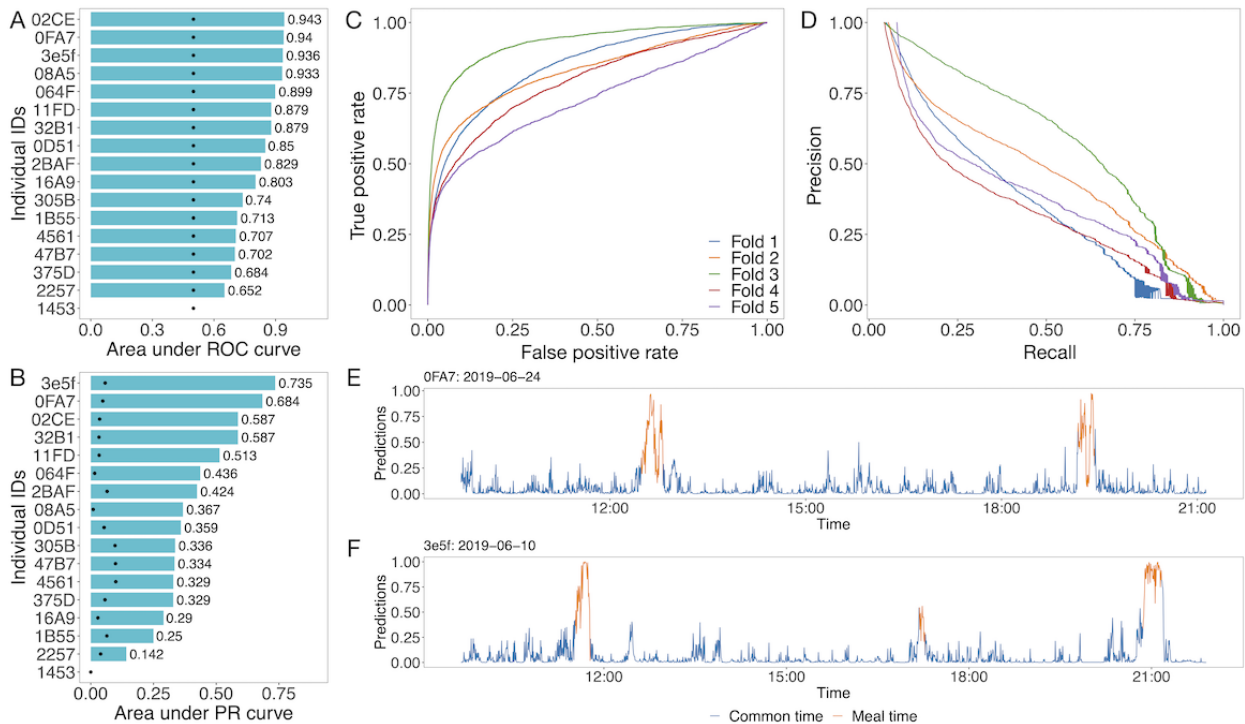 A
Individual IDs
02CE
0FA7
3e5f
08A5
064F
11FD
32B1
0D51
2BAF
16A9
305B
1B55
4561
47B7
375D
2257
1453
0.943
0.94
0.936
0.933
0.899
0.879
0.879
0.85
0.829
0.803
0.74
0.713
0.707
0.702
0.684
0.652
0.0 0.3 0.6 0.9
Area under ROC curve
B
Individual IDs
3e5f
0FA7
02CE
32B1
11FD
064F
2BAF
08A5
0D51
305B
47B7
4561
375D
16A9
1B55
2257
1453
0.735
0.684
0.587
0.587
0.513
0.436
0.424
0.367
0.359
0.336
0.334
0.329
0.329
0.29
0.25
0.142
0.00 0.25 0.50 0.75
Area under PR curve
C
True positive rate
1.00
0.75
0.50
0.25
0.00
Fold 1
Fold 2
Fold 3
Fold 4
Fold 5
0.00 0.25 0.50 0.75 1.00
False positive rate
D
Precision
1.00
0.75
0.50
0.25
0.00
0.00 0.25 0.50 0.75 1.00
Recall
E
0FA7: 2019−06−24
Predictions
1.00
0.75
0.50
0.25
0.00
12:00 15:00 18:00 21:00
Time
F
3e5f: 2019−06−10
Predictions
1.00
0.75
0.50
0.25
0.00
12:00 15:00 18:00 21:00
Time
Common time Meal time